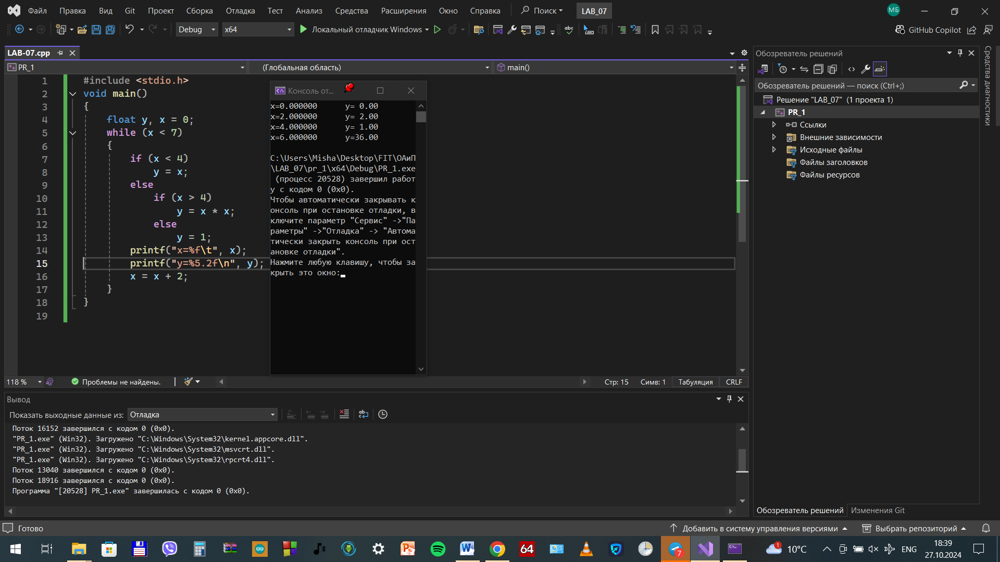 Файл Правка Вид Git Проект Сборка Отладка Тест Анализ Средства Расширения Окно Справка Поиск LAB_07 МБ
Debug x64 Локальный отладчик Windows abc GitHub Copilot
LAB-07.cpp
PR_1 (Глобальная область) main()
1 #include <stdio.h>
2 void main()
3 {
4 float y, x = 0;
5 while (x < 7)
6 {
7 if (x < 4)
8 y = x;
9 else
10 if (x > 4)
11 y = x * x;
12 else
13 y = 1;
14 printf("x=%f\t", x);
15 printf("y=%5.2f\n", y);
16 x = x + 2;
17 }
18 }
19
Консоль от...
x=0.000000 y= 0.00
x=2.000000 y= 2.00
x=4.000000 y= 1.00
x=6.000000 y=36.00
C:\Users\Misha\Desktop\FIT\ОАиП
\LAB_07\pr_1\x64\Debug\PR_1.exe
(процесс 20528) завершил работ
у с кодом 0 (0x0).
Чтобы автоматически закрывать к
онсоль при остановке отладки, в
ключите параметр "Сервис" ->"Па
раметры" ->"Отладка" -> "Автома
тически закрыть консоль при ост
ановке отладки".
Нажмите любую клавишу, чтобы за
крыть это окно:
118 % Проблемы не найдены. Стр: 15 Симв: 1 Табуляция CRLF
Вывод
Показать выходные данные из: Отладка
Поток 16152 завершился с кодом 0 (0x0).
"PR_1.exe" (Win32). Загружено "C:\Windows\System32\kernel.appcore.dll".
"PR_1.exe" (Win32). Загружено "C:\Windows\System32\msvcrt.dll".
"PR_1.exe" (Win32). Загружено "C:\Windows\System32\rpcrt4.dll".
Поток 13040 завершился с кодом 0 (0x0).
Поток 18916 завершился с кодом 0 (0x0).
Программа "[20528] PR_1.exe" завершилась с кодом 0 (0x0).
Обозреватель решений
Обозреватель решений — поиск (Ctrl+;)
Решение "LAB_07" (1 проекта 1)
PR_1
Ссылки
Внешние зависимости
Исходные файлы
Файлы заголовков
Файлы ресурсов
Обозреватель решений Изменения Git
Средства диагностики
Готово Добавить в систему управления версиями Выбрать репозиторий
64 7 1 10°C ENG 18:39
27.10.2024